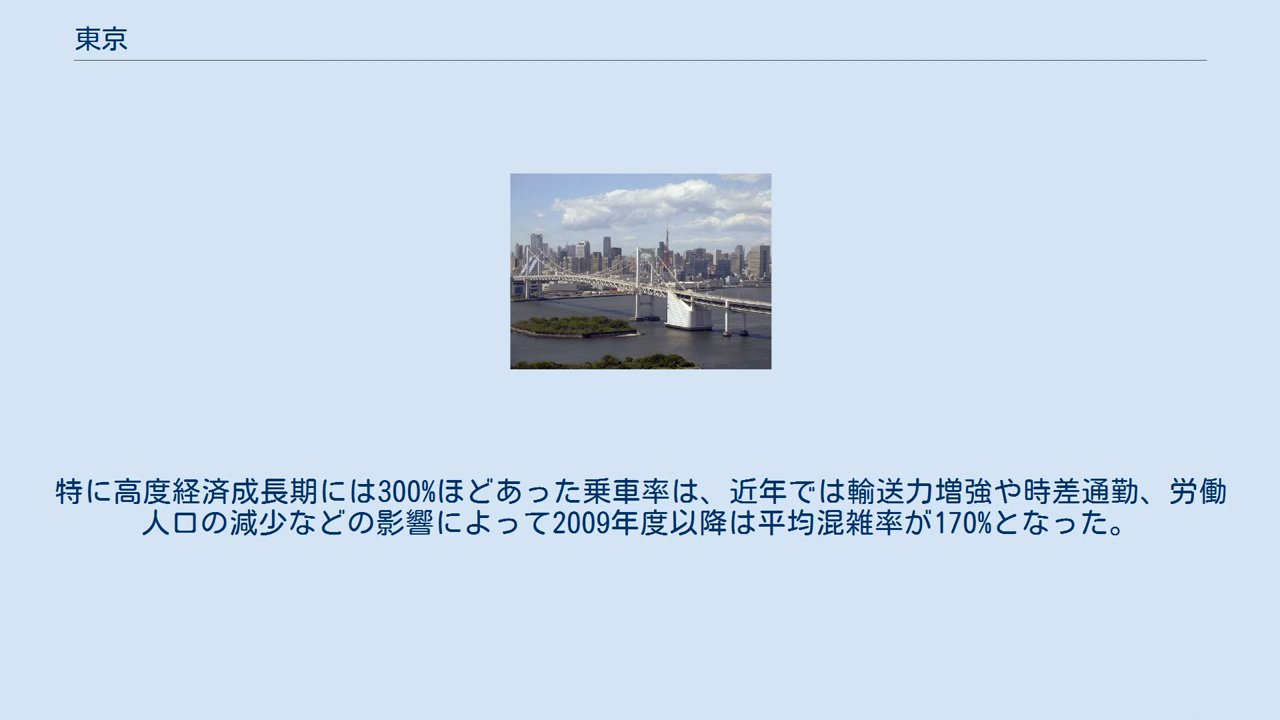 東京
特に高度経済成長期には300%ほどあった乗車率は、近年では輸送力増強や時差通勤、労働
人口の減少などの影響によって2009年度以降は平均混雑率が170%となった。